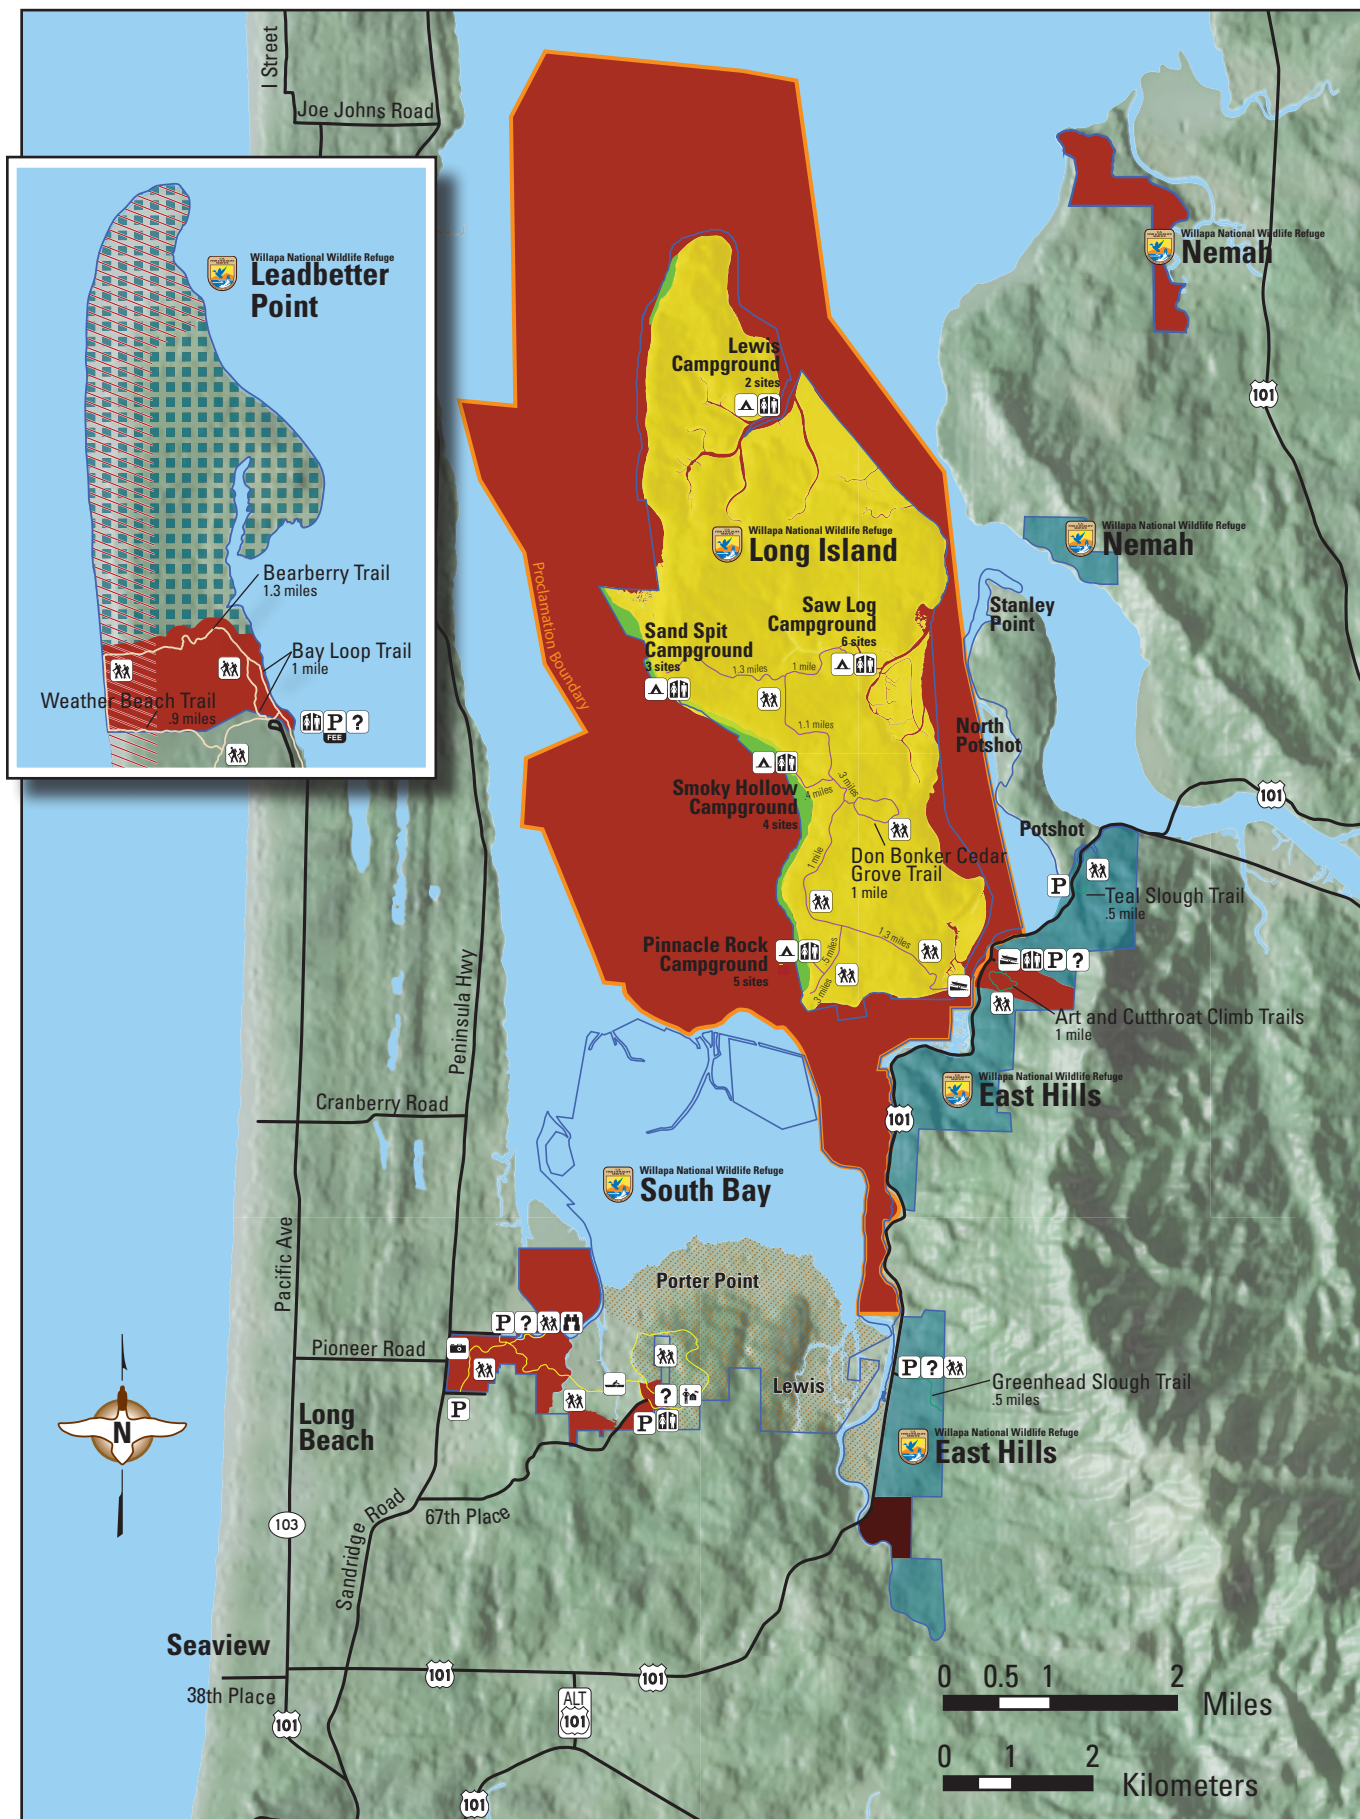 I Street
Joe Johns Road
Willapa National Wildlife Refuge
Leadbetter
Point
Bearberry Trail
1.3 miles
Bay Loop Trail
1 mile
Weather Beach Trail
.9 miles
P
?
FEE
Willapa National Wildlife Refuge
Nemah
101
Lewis
Campground
2 sites
Willapa National Wildlife Refuge
Long Island
Willapa National Wildlife Refuge
Nemah
Proclamation Boundary
Stanley
Point
Saw Log
Campground
6 sites
Sand Spit
Campground
3 sites
1.3 miles
1 mile
1.1 miles
North
Potshot
Smoky Hollow
Campground
4 sites
.4 miles
.3 miles
101
Potshot
Don Bonker Cedar
Grove Trail
1 mile
1 mile
P
Teal Slough Trail
.5 mile
Pinnacle Rock
Campground
5 sites
1.3 miles
.5 miles
.3 miles
P
?
Art and Cutthroat Climb Trails
1 mile
Willapa National Wildlife Refuge
East Hills
101
Peninsula Hwy
Cranberry Road
Willapa National Wildlife Refuge
South Bay
Pacific Ave
Porter Point
P
?
Pioneer Road
P
Long
Beach
?
P
Lewis
P
?
Greenhead Slough Trail
.5 miles
Willapa National Wildlife Refuge
East Hills
N
103
Sandridge Road
67th Place
Seaview
38th Place
101
101
101
ALT
101
101
0 0.5 1 2
Miles
0 1 2
Kilometers